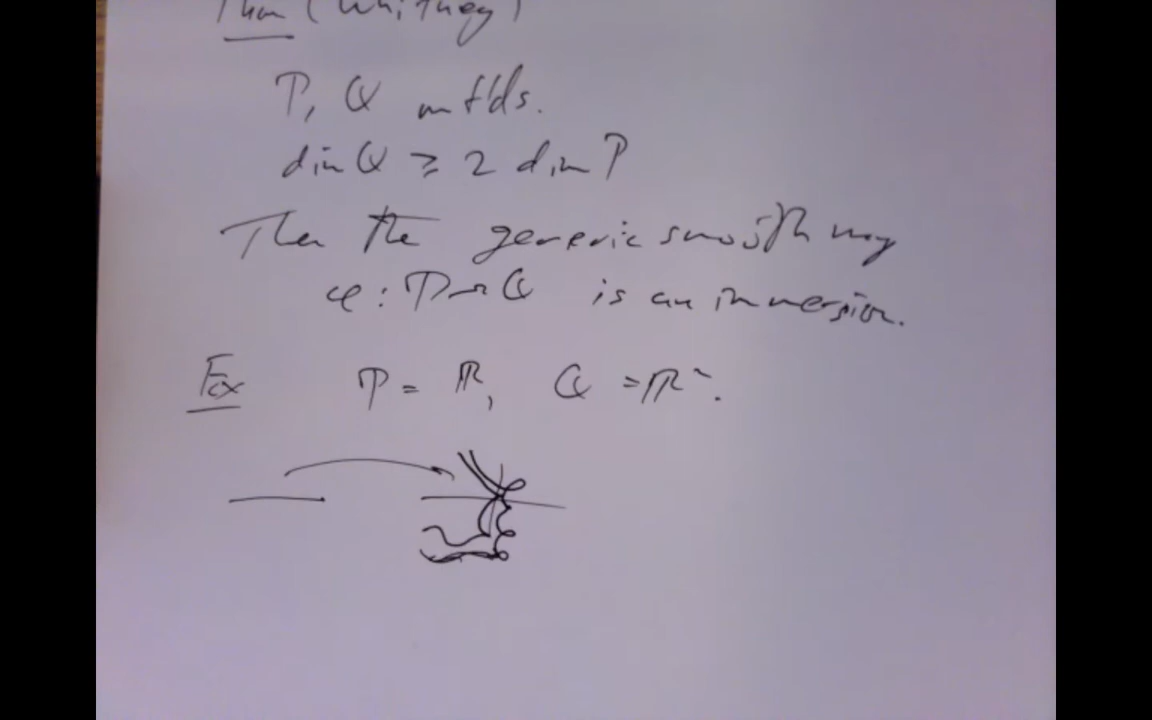 Thm (Whitney)
P, Q mflds.
dim Q ≥ 2 dim P
Then the generic smooth map
φ: P → Q is an immersion.
Ex P = ℝ, Q = ℝ².